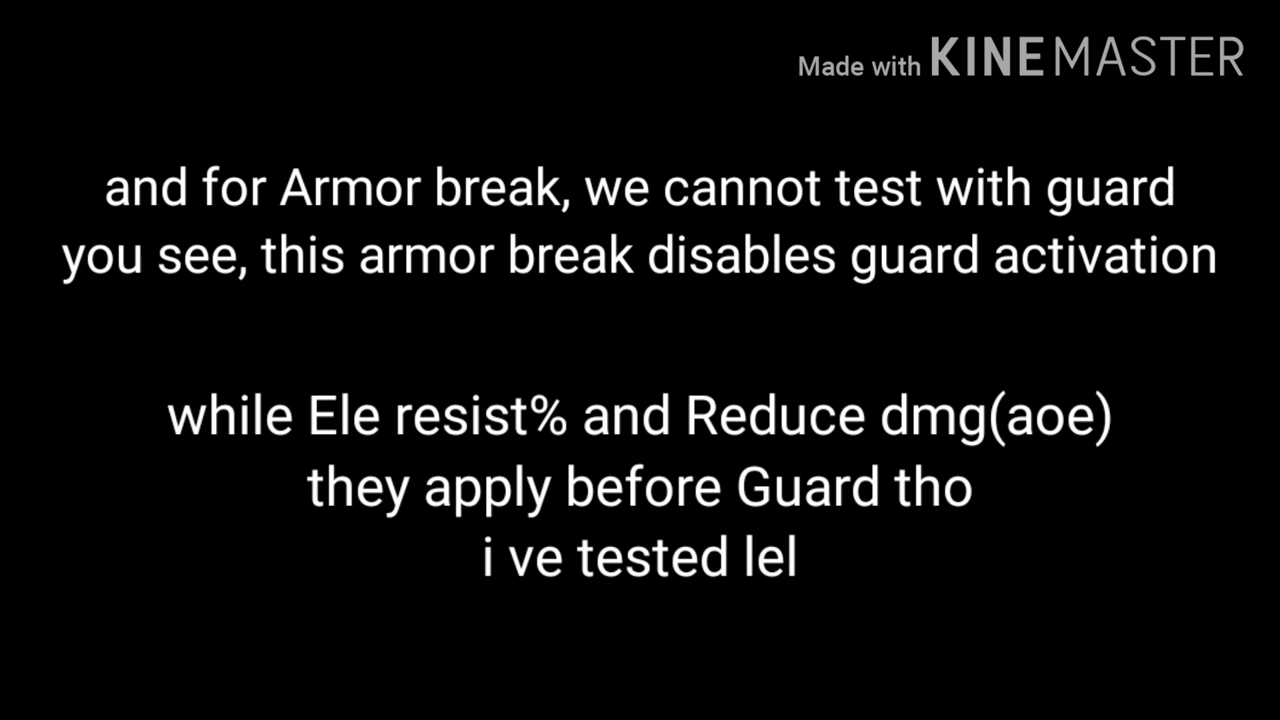 Made with KINEMASTER
and for Armor break, we cannot test with guard
you see, this armor break disables guard activation
while Ele resist% and Reduce dmg(aoe)
they apply before Guard tho
i ve tested lel